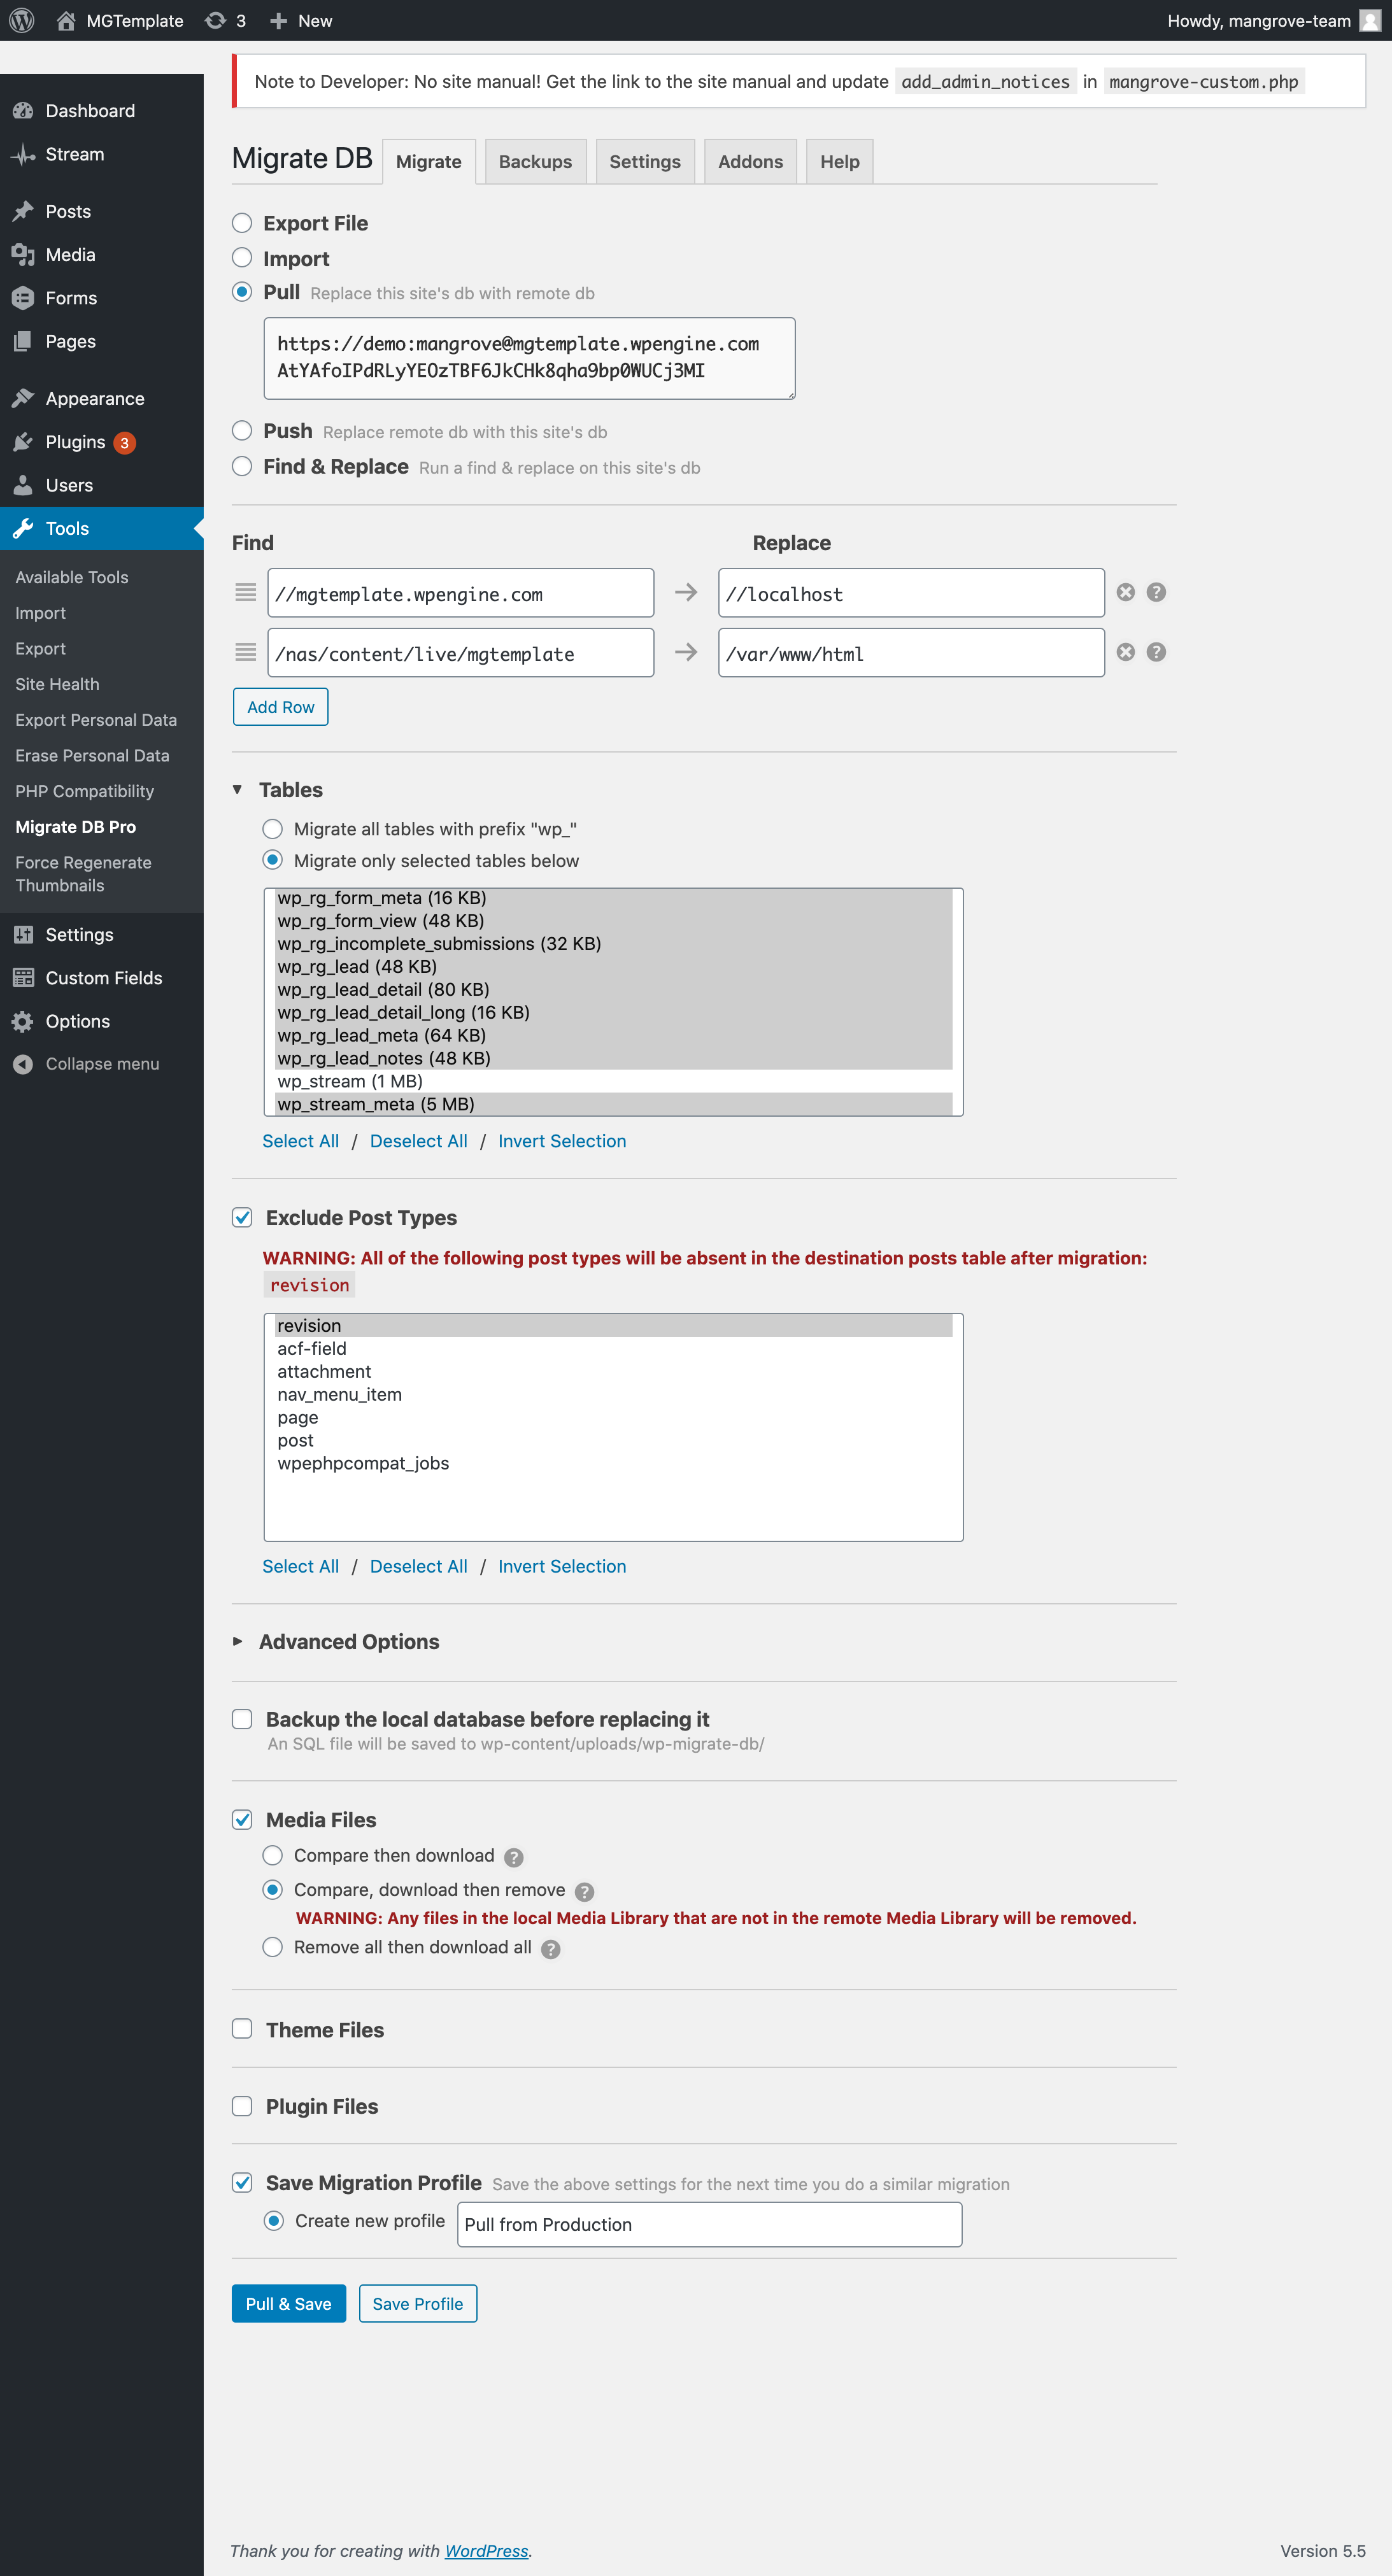 MGTemplate 3 New Howdy, mangrove-team
Note to Developer: No site manual! Get the link to the site manual and update add_admin_notices in mangrove-custom.php
Dashboard
Stream
Posts
Media
Forms
Pages
Appearance
Plugins 3
Users
Tools
Available Tools
Import
Export
Site Health
Export Personal Data
Erase Personal Data
PHP Compatibility
Migrate DB Pro
Force Regenerate
Thumbnails
Settings
Custom Fields
Options
Collapse menu
Migrate DB Migrate Backups Settings Addons Help
Export File
Import
Pull Replace this site's db with remote db
https://demo:mangrove@mgtemplate.wpengine.com
AtYAfoIPdRLyYEOzTBF6JkCHk8qha9bp0WUCj3MI
Push Replace remote db with this site's db
Find & Replace Run a find & replace on this site's db
Find Replace
//mgtemplate.wpengine.com //localhost
/nas/content/live/mgtemplate /var/www/html
Add Row
Tables
Migrate all tables with prefix "wp_"
Migrate only selected tables below
wp_rg_form_meta (16 KB)
wp_rg_form_view (48 KB)
wp_rg_incomplete_submissions (32 KB)
wp_rg_lead (48 KB)
wp_rg_lead_detail (80 KB)
wp_rg_lead_detail_long (16 KB)
wp_rg_lead_meta (64 KB)
wp_rg_lead_notes (48 KB)
wp_stream (1 MB)
wp_stream_meta (5 MB)
Select All / Deselect All / Invert Selection
Exclude Post Types
WARNING: All of the following post types will be absent in the destination posts table after migration:
revision
revision
acf-field
attachment
nav_menu_item
page
post
wpephpcompat_jobs
Select All / Deselect All / Invert Selection
Advanced Options
Backup the local database before replacing it
An SQL file will be saved to wp-content/uploads/wp-migrate-db/
Media Files
Compare then download
Compare, download then remove
WARNING: Any files in the local Media Library that are not in the remote Media Library will be removed.
Remove all then download all
Theme Files
Plugin Files
Save Migration Profile Save the above settings for the next time you do a similar migration
Create new profile Pull from Production
Pull & Save Save Profile
Thank you for creating with WordPress. Version 5.5